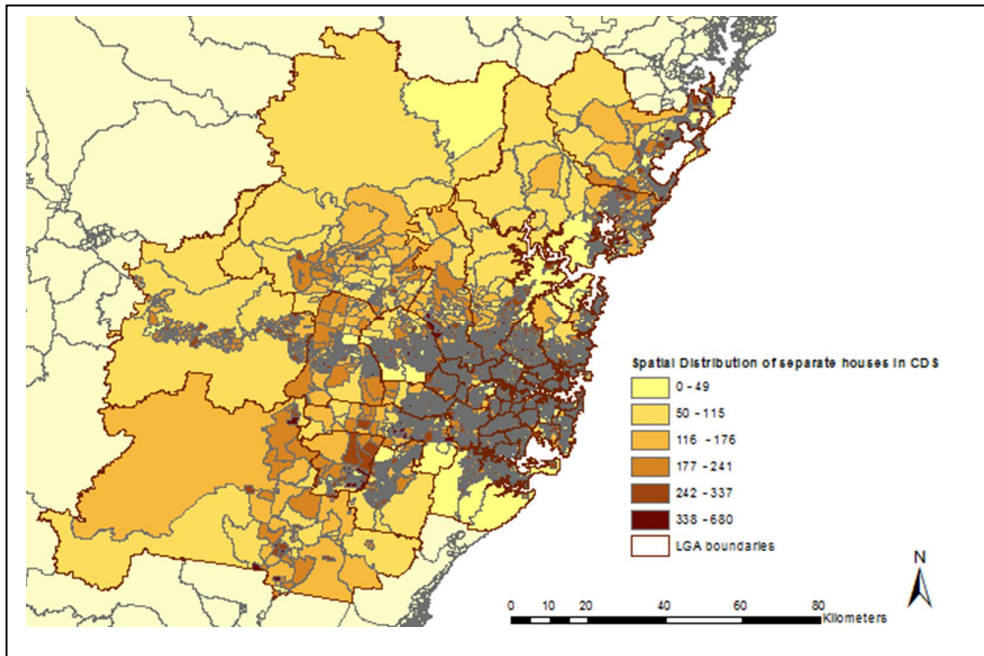 Spatial Distribution of separate houses in CDS
0 - 49
50 - 115
116 - 176
177 - 241
242 - 337
338 - 680
LGA boundaries
N
0 10 20 40 60 80
Kilometers